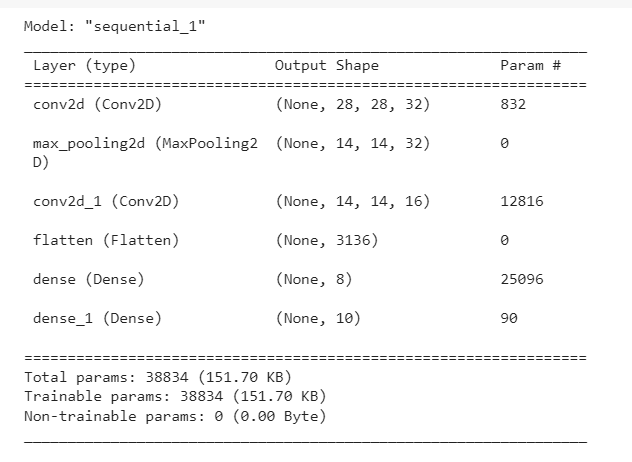 Model: "sequential_1"
_________________________________________________________________
Layer (type) Output Shape Param #
=================================================================
conv2d (Conv2D) (None, 28, 28, 32) 832
max_pooling2d (MaxPooling2 (None, 14, 14, 32) 0
D)
conv2d_1 (Conv2D) (None, 14, 14, 16) 12816
flatten (Flatten) (None, 3136) 0
dense (Dense) (None, 8) 25096
dense_1 (Dense) (None, 10) 90
=================================================================
Total params: 38834 (151.70 KB)
Trainable params: 38834 (151.70 KB)
Non-trainable params: 0 (0.00 Byte)
_________________________________________________________________